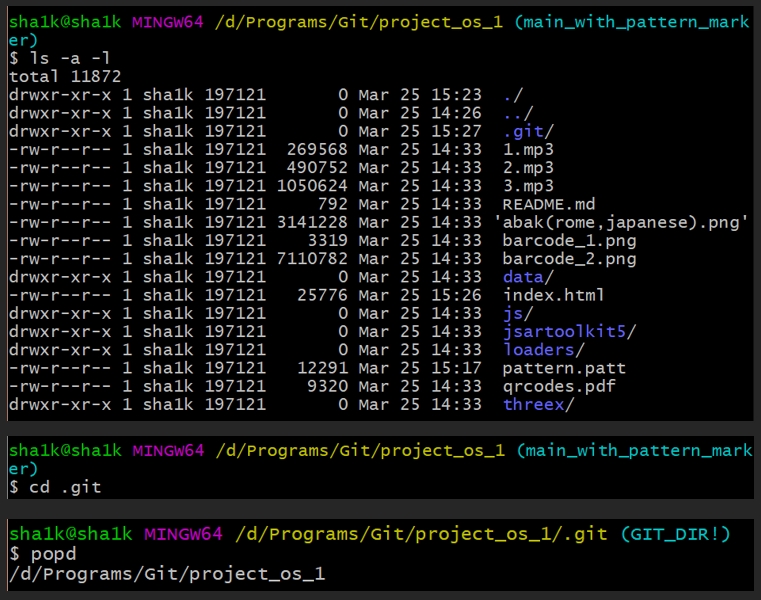 sha1k@sha1k MINGW64 /d/Programs/Git/project_os_1 (main_with_pattern_mark
er)
$ ls -a -l
total 11872
drwxr-xr-x 1 sha1k 197121       0 Mar 25 15:23  ./
drwxr-xr-x 1 sha1k 197121       0 Mar 25 14:26  ../
drwxr-xr-x 1 sha1k 197121       0 Mar 25 15:27  .git/
-rw-r--r-- 1 sha1k 197121  269568 Mar 25 14:33  1.mp3
-rw-r--r-- 1 sha1k 197121  490752 Mar 25 14:33  2.mp3
-rw-r--r-- 1 sha1k 197121 1050624 Mar 25 14:33  3.mp3
-rw-r--r-- 1 sha1k 197121     792 Mar 25 14:33  README.md
-rw-r--r-- 1 sha1k 197121 3141228 Mar 25 14:33 'abak(rome,japanese).png'
-rw-r--r-- 1 sha1k 197121    3319 Mar 25 14:33  barcode_1.png
-rw-r--r-- 1 sha1k 197121 7110782 Mar 25 14:33  barcode_2.png
drwxr-xr-x 1 sha1k 197121       0 Mar 25 14:33  data/
-rw-r--r-- 1 sha1k 197121   25776 Mar 25 15:26  index.html
drwxr-xr-x 1 sha1k 197121       0 Mar 25 14:33  js/
drwxr-xr-x 1 sha1k 197121       0 Mar 25 14:33  jsartoolkit5/
drwxr-xr-x 1 sha1k 197121       0 Mar 25 14:33  loaders/
-rw-r--r-- 1 sha1k 197121   12291 Mar 25 15:17  pattern.patt
-rw-r--r-- 1 sha1k 197121    9320 Mar 25 14:33  qrcodes.pdf
drwxr-xr-x 1 sha1k 197121       0 Mar 25 14:33  threex/
sha1k@sha1k MINGW64 /d/Programs/Git/project_os_1 (main_with_pattern_mark
er)
$ cd .git
sha1k@sha1k MINGW64 /d/Programs/Git/project_os_1/.git (GIT_DIR!)
$ popd
/d/Programs/Git/project_os_1